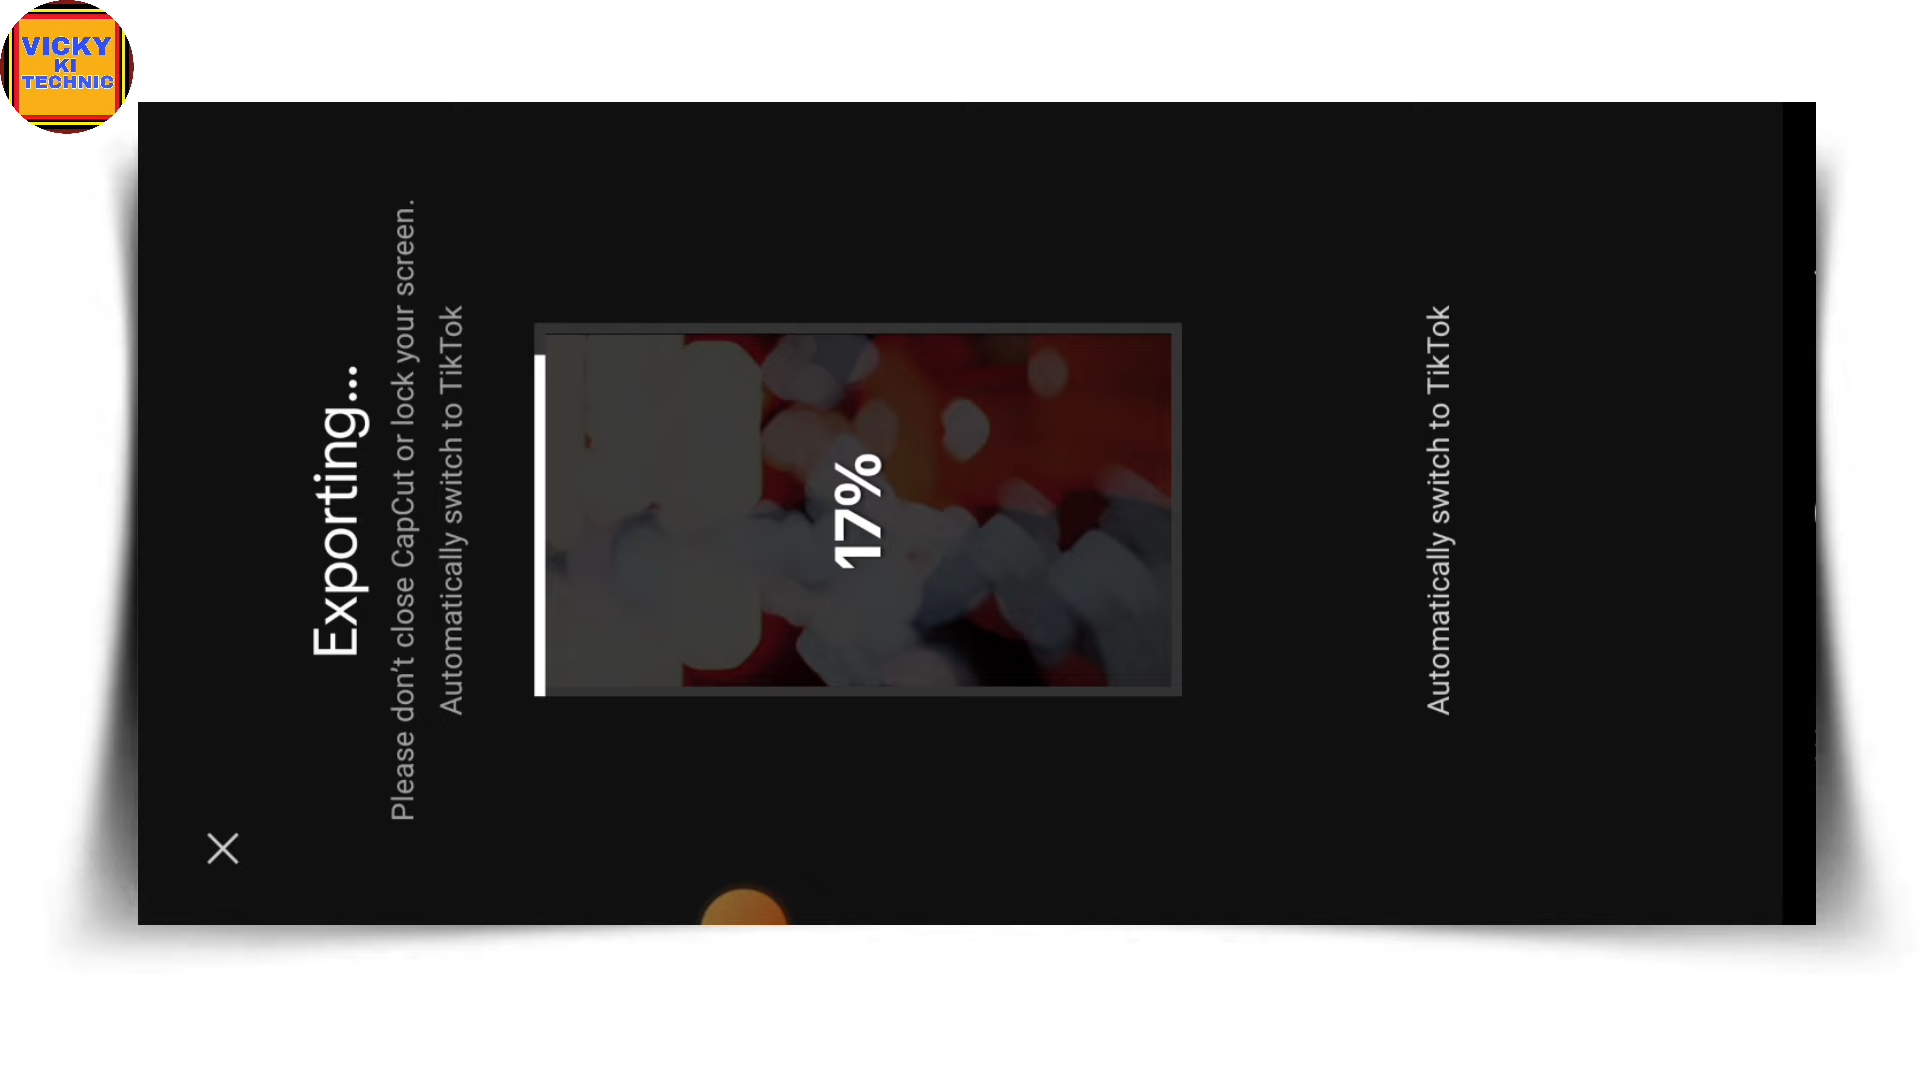 VICKY
KI
TECHNIC
Exporting...
Please don't close CapCut or lock your screen.
Automatically switch to TikTok
17%
Automatically switch to TikTok